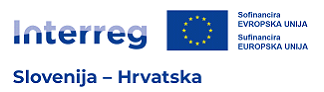 Interreg
Sofinancira
EVROPSKA UNIJA
Sufinancira
EUROPSKA UNIJA
Slovenija – Hrvatska